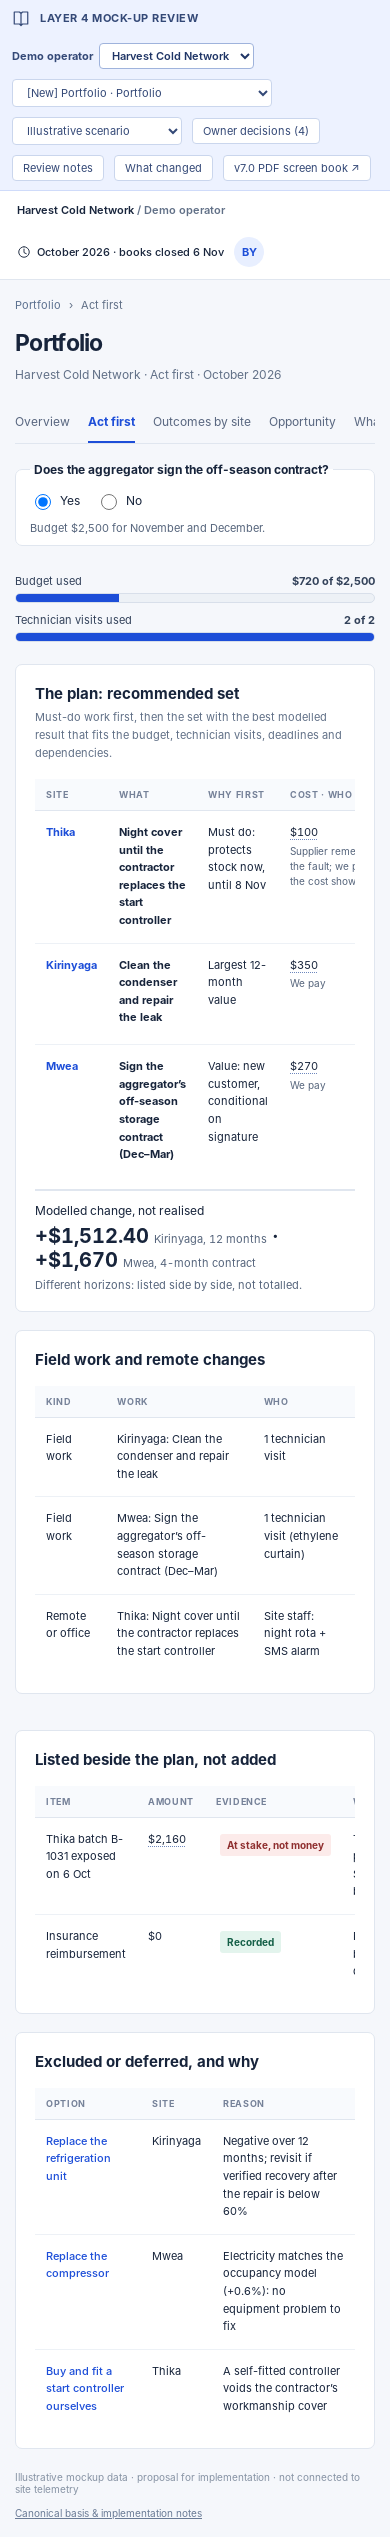 LAYER 4 MOCK-UP REVIEW
Demo operator Harvest Cold Network
[New] Portfolio · Portfolio
Illustrative scenario Owner decisions (4)
Review notes What changed v7.0 PDF screen book ↗
Harvest Cold Network / Demo operator
October 2026 · books closed 6 Nov BY
Portfolio › Act first
Portfolio
Harvest Cold Network · Act first · October 2026
Overview Act first Outcomes by site Opportunity
Does the aggregator sign the off-season contract?
Yes No
Budget $2,500 for November and December.
Budget used $720 of $2,500
Technician visits used 2 of 2
The plan: recommended set
Must-do work first, then the set with the best modelled
result that fits the budget, technician visits, deadlines and
dependencies.
SITE WHAT WHY FIRST COST · WHO
Thika
Night cover
until the
contractor
replaces the
start
controller
Must do:
protects
stock now,
until 8 Nov
$100
Supplier
the fault; we
the cost
Kirinyaga
Clean the
condenser
and repair
the leak
Largest 12-
month
value
$350
We pay
Mwea
Sign the
aggregator's
off-season
storage
contract
(Dec–Mar)
Value: new
customer,
conditional
on
signature
$270
We pay
Modelled change, not realised
+$1,512.40 Kirinyaga, 12 months •
+$1,670 Mwea, 4-month contract
Different horizons: listed side by side, not totalled.
Field work and remote changes
KIND WORK WHO
Field
work
Kirinyaga: Clean the
condenser and repair
the leak
1 technician
visit
Field
work
Mwea: Sign the
aggregator's off-
season storage
contract (Dec–Mar)
1 technician
visit (ethylene
curtain)
Remote
or office
Thika: Night cover until
the contractor replaces
the start controller
Site staff:
night rota +
SMS alarm
Listed beside the plan, not added
ITEM AMOUNT EVIDENCE
Thika batch B-
1031 exposed
on 6 Oct
$2,160
At stake, not money
Insurance
reimbursement
$0
Recorded
Excluded or deferred, and why
OPTION SITE REASON
Replace the
refrigeration
unit
Kirinyaga
Negative over 12
months; revisit if
verified recovery after
the repair is below
60%
Replace the
compressor
Mwea
Electricity matches the
occupancy model
(+0.6%): no
equipment problem to
fix
Buy and fit a
start controller
ourselves
Thika
A self-fitted controller
voids the contractor's
workmanship cover
Illustrative mockup data · proposal for implementation · not connected to
site telemetry
Canonical basis & implementation notes